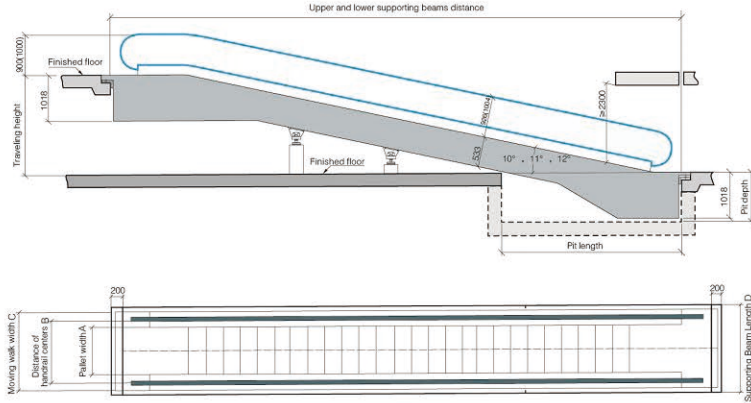 Upper and lower supporting beams distance
900(1000)
Finished floor
1018
Traveling height
≥2300
533
10° , 11° , 12°
Finished floor
1018
Pit depth
Pit length
200
200
Moving walk width C
Distance of
handrail centers B
Pallet width A
Supporting Beam Length D